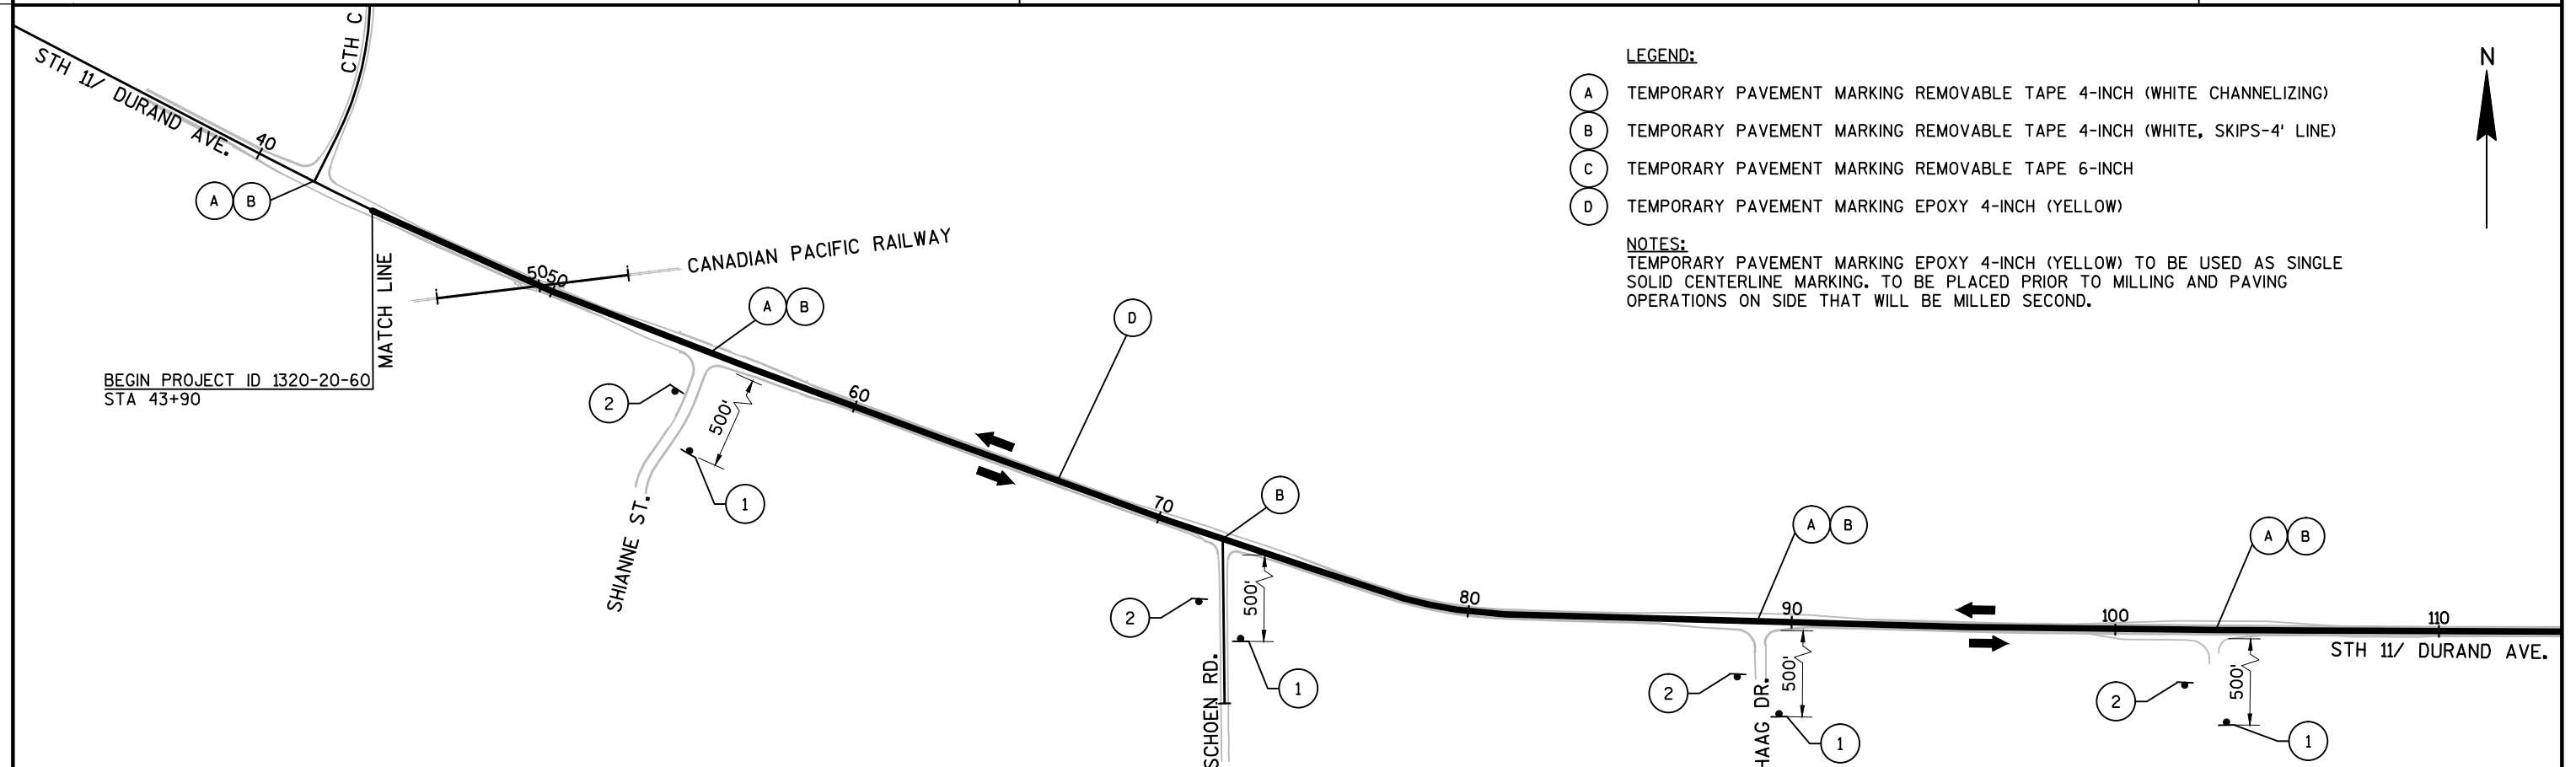 STH 11/ DURAND AVE.
CTH C
40
A B
MATCH LINE
BEGIN PROJECT ID 1320-20-60
STA 43+90
50 50
CANADIAN PACIFIC RAILWAY
A B
2
500'
1
SHIANNE ST.
60
D
70
B
2
500'
1
SCHOEN RD.
80
A B
90
2
500'
1
HAAG DR.
100
A B
110
STH 11/ DURAND AVE.
2
500'
1
LEGEND:
A TEMPORARY PAVEMENT MARKING REMOVABLE TAPE 4-INCH (WHITE CHANNELIZING)
B TEMPORARY PAVEMENT MARKING REMOVABLE TAPE 4-INCH (WHITE, SKIPS-4' LINE)
C TEMPORARY PAVEMENT MARKING REMOVABLE TAPE 6-INCH
D TEMPORARY PAVEMENT MARKING EPOXY 4-INCH (YELLOW)
NOTES:
TEMPORARY PAVEMENT MARKING EPOXY 4-INCH (YELLOW) TO BE USED AS SINGLE
SOLID CENTERLINE MARKING. TO BE PLACED PRIOR TO MILLING AND PAVING
OPERATIONS ON SIDE THAT WILL BE MILLED SECOND.
N